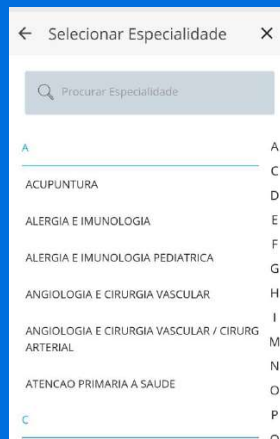 Selecionar Especialidade
Procurar Especialidade
A
ACUPUNTURA
ALERGIA E IMUNOLOGIA
ALERGIA E IMUNOLOGIA PEDIATRICA
ANGIOLOGIA E CIRURGIA VASCULAR
ANGIOLOGIA E CIRURGIA VASCULAR / CIRURG
ARTERIAL
ATENCAO PRIMARIA A SAUDE
C
A
C
D
E
F
G
H
I
M
N
O
P